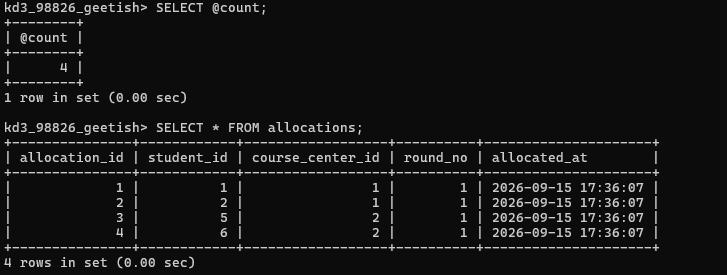 kd3_98826_geetish> SELECT @count;
+--------+
| @count |
+--------+
|      4 |
+--------+
1 row in set (0.00 sec)

kd3_98826_geetish> SELECT * FROM allocations;
+---------------+------------+------------------+----------+---------------------+
| allocation_id | student_id | course_center_id | round_no | allocated_at        |
+---------------+------------+------------------+----------+---------------------+
|             1 |          1 |                1 |        1 | 2026-09-15 17:36:07 |
|             2 |          2 |                1 |        1 | 2026-09-15 17:36:07 |
|             3 |          5 |                2 |        1 | 2026-09-15 17:36:07 |
|             4 |          6 |                2 |        1 | 2026-09-15 17:36:07 |
+---------------+------------+------------------+----------+---------------------+
4 rows in set (0.00 sec)